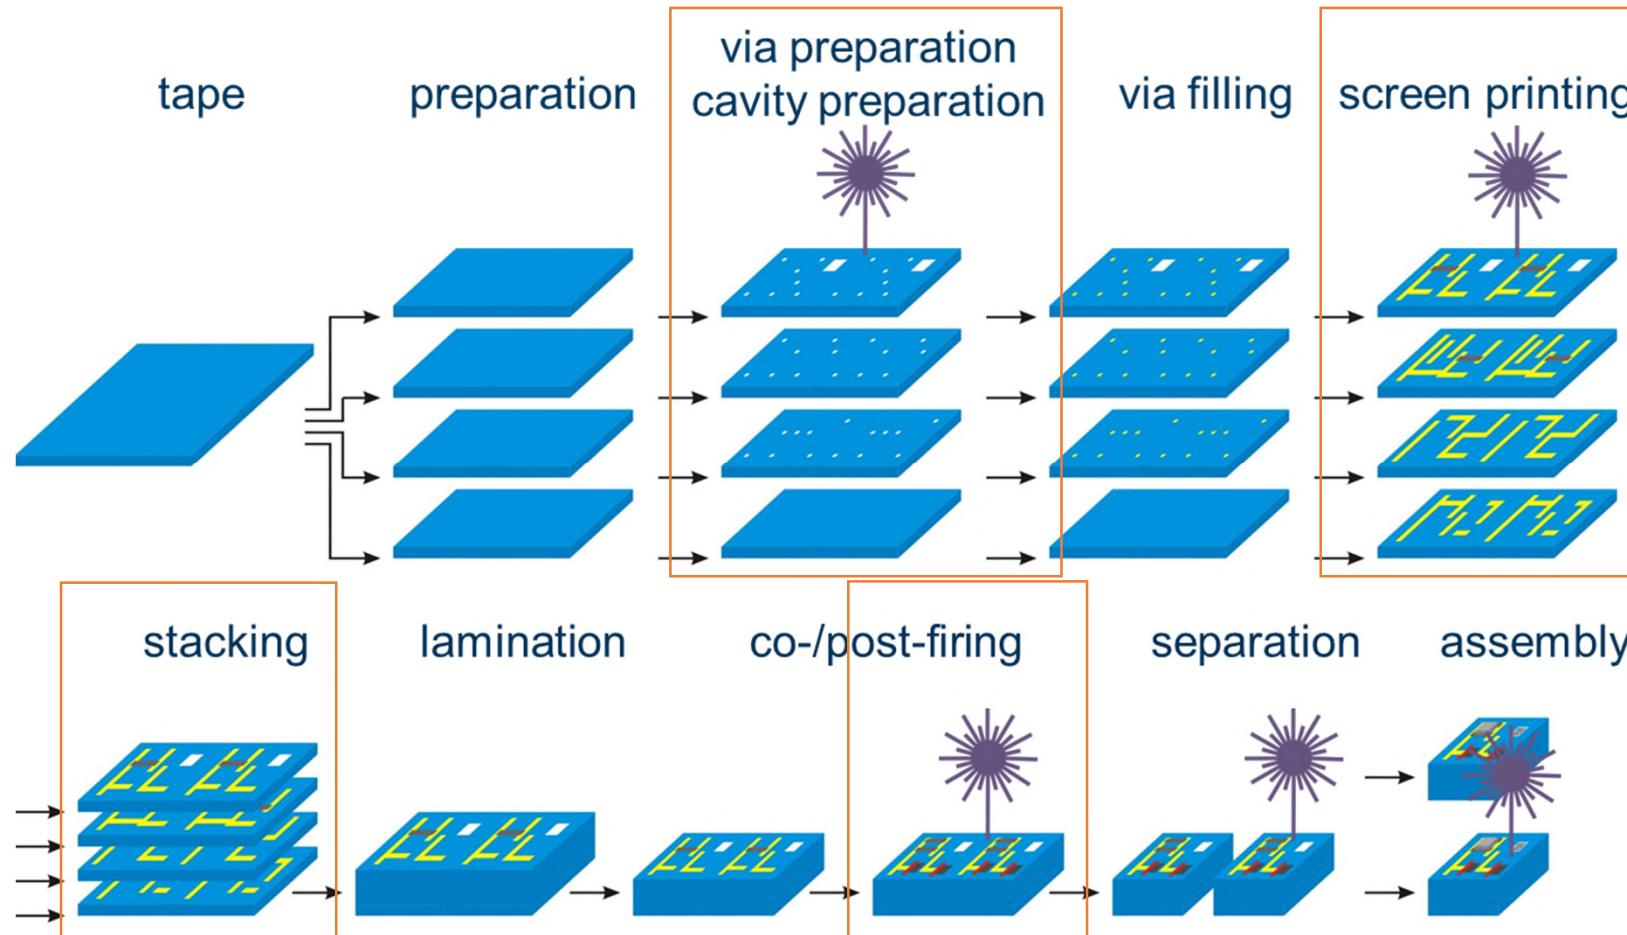 tape
preparation
via preparation
cavity preparation
via filling
screen printing
stacking
lamination
co-/post-firing
separation
assembly